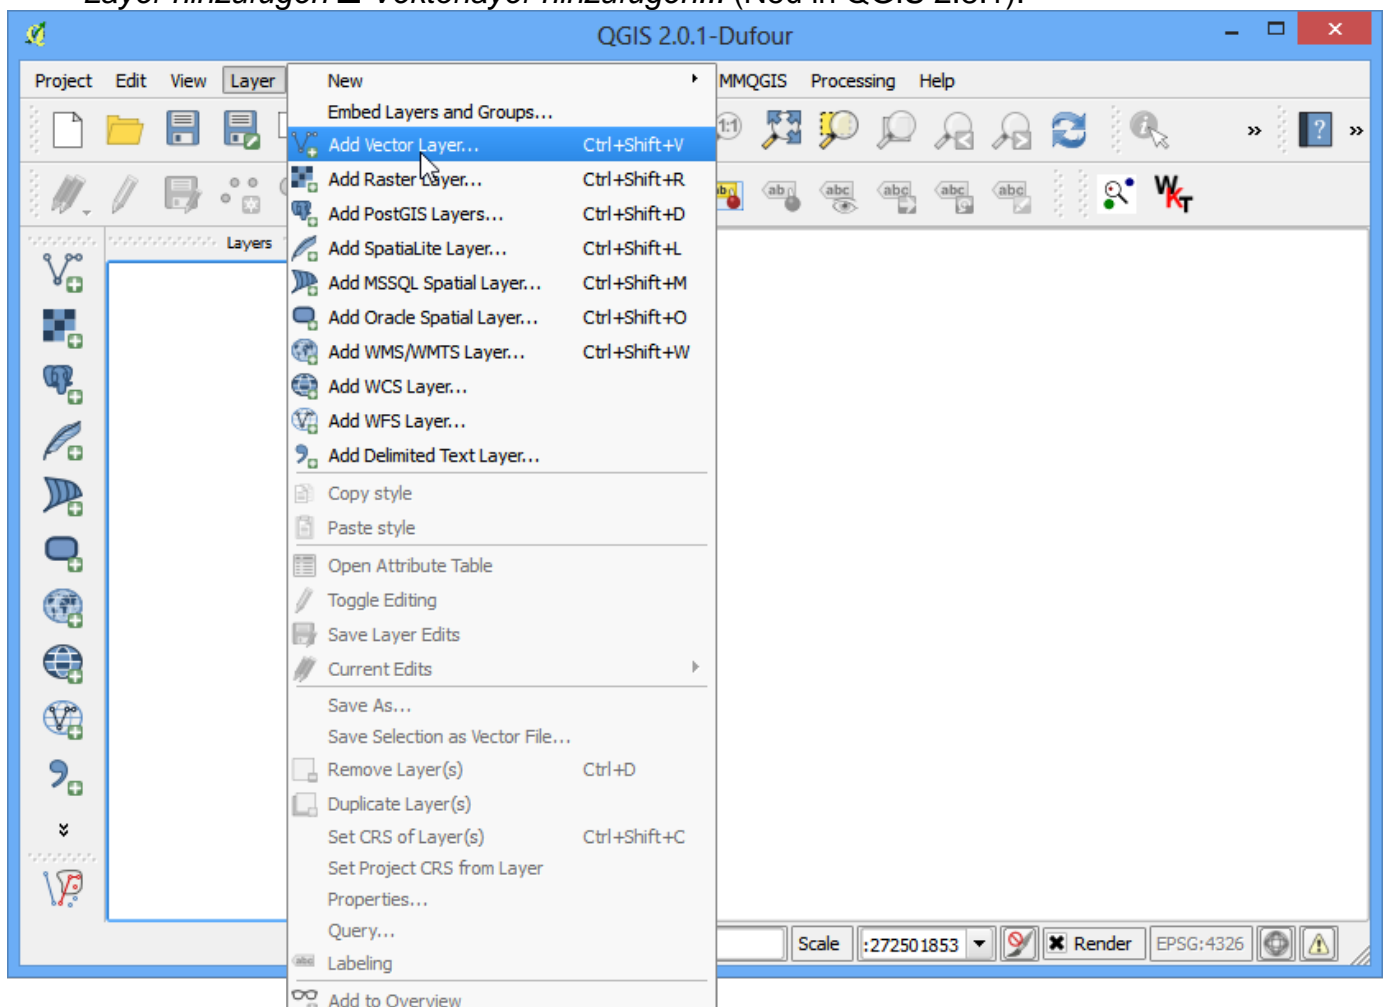 QGIS 2.0.1-Dufour
Project Edit View Layer MMQGIS Processing Help
New
Embed Layers and Groups...
Add Vector Layer... Ctrl+Shift+V
Add Raster Layer... Ctrl+Shift+R
Add PostGIS Layers... Ctrl+Shift+D
Layers
Add SpatiaLite Layer... Ctrl+Shift+L
Add MSSQL Spatial Layer... Ctrl+Shift+M
Add Oracle Spatial Layer... Ctrl+Shift+O
Add WMS/WMTS Layer... Ctrl+Shift+W
Add WCS Layer...
Add WFS Layer...
Add Delimited Text Layer...
Copy style
Paste style
Open Attribute Table
Toggle Editing
Save Layer Edits
Current Edits
Save As...
Save Selection as Vector File...
Remove Layer(s) Ctrl+D
Duplicate Layer(s)
Set CRS of Layer(s) Ctrl+Shift+C
Set Project CRS from Layer
Properties...
Query...
Scale :272501853 Render EPSG:4326
Labeling
Add to Overview